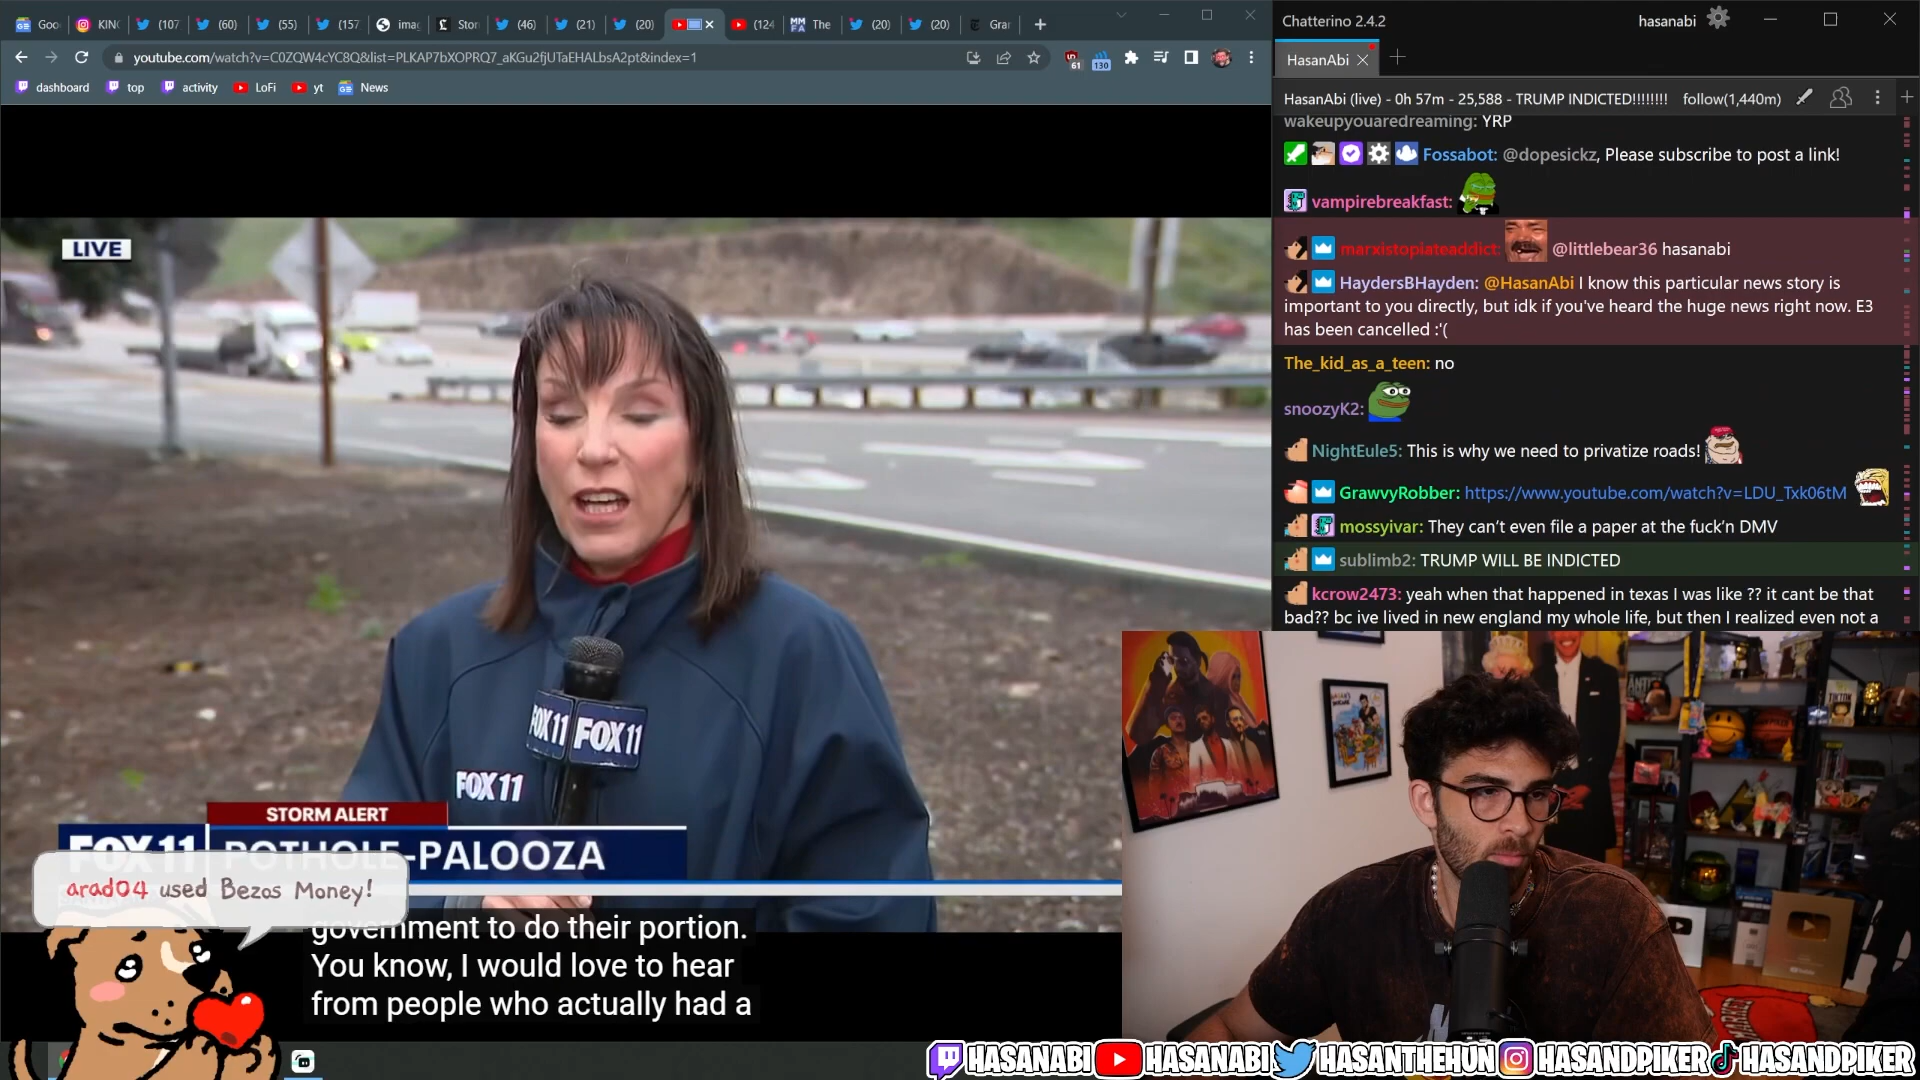 Goo
KING
(107
(60)
(55)
(157
imag
Stori
(46)
(21)
(20)
(124
The
(20)
(20)
Gran
youtube.com/watch?v=C0ZQW4cYC8Q&list=PLKAP7bXOPRQ7_aKGu2fjUTaEHALbsA2pt&index=1
61
130
dashboard
top
activity
LoFi
yt
News
LIVE
FOX11
FOX11
FOX11
STORM ALERT
FOX 11
POTHOLE-PALOOZA
arad04 used Bezos Money!
government to do their portion.
You know, I would love to hear
from people who actually had a
Chatterino 2.4.2
hasanabi
HasanAbi
HasanAbi (live) - 0h 57m - 25,588 - TRUMP INDICTED!!!!!!!! follow(1,440m)
wakeupyouaredreaming: YRP
Fossabot: @dopesickz, Please subscribe to post a link!
vampirebreakfast:
marxistopiateaddict: @littlebear36 hasanabi
HaydersBHayden: @HasanAbi I know this particular news story is
important to you directly, but idk if you've heard the huge news right now. E3
has been cancelled :'(
The_kid_as_a_teen: no
snoozyK2:
NightEule5: This is why we need to privatize roads!
GrawvyRobber: https://www.youtube.com/watch?v=LDU_Txk06tM
mossyivar: They can't even file a paper at the fuck'n DMV
sublimb2: TRUMP WILL BE INDICTED
kcrow2473: yeah when that happened in texas I was like ?? it cant be that
bad?? bc ive lived in new england my whole life, but then I realized even not a
HASANABI
HASANABI
HASANTHEHUN
HASANDPIKER
HASANDPIKER